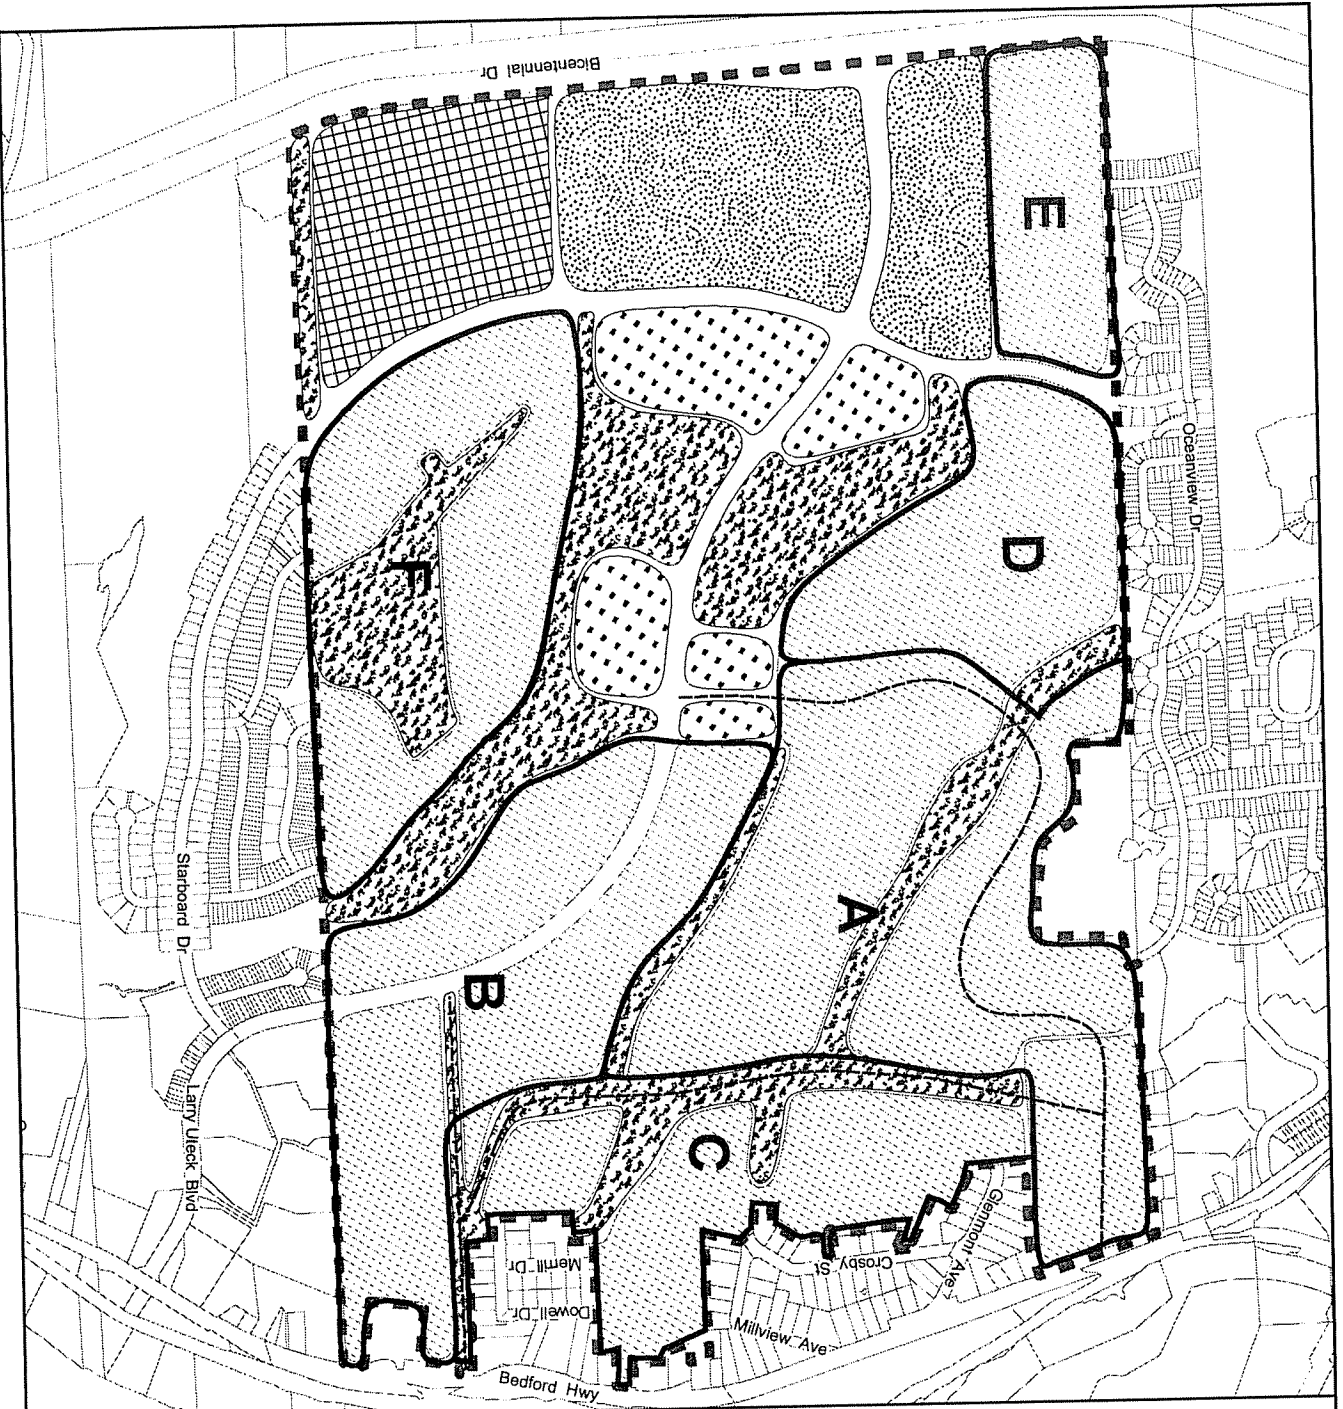 Bicentennial Dr
E
Oceanview Dr
D
F
A
Starboard Dr
B
Larry Uteck Blvd
C
Glenmont Ave
Crosby St
Merrill Dr
Dowell Dr
Millview Ave
Bedford Hwy